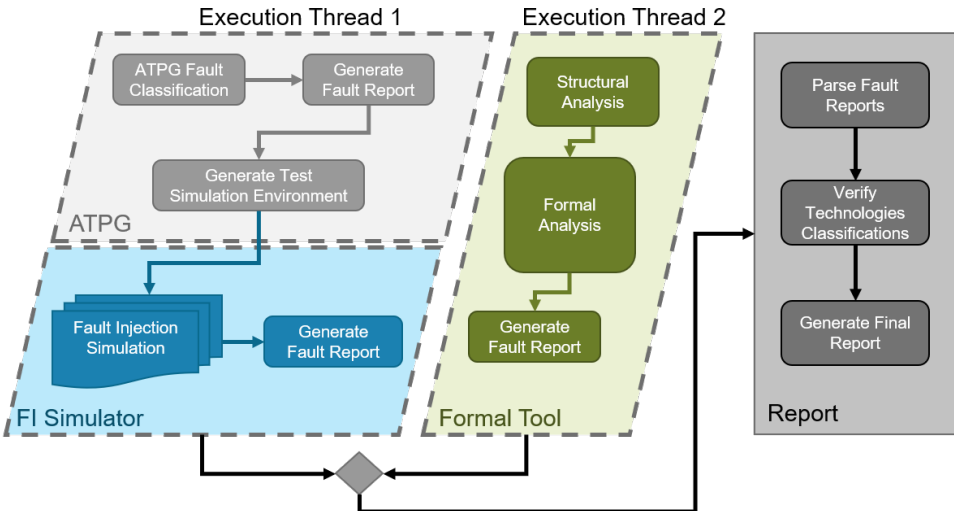 Execution Thread 1
ATPG Fault
Classification
Generate
Fault Report
Generate Test
Simulation Environment
ATPG
Fault Injection
Simulation
Generate
Fault Report
FI Simulator
Execution Thread 2
Structural
Analysis
Formal
Analysis
Generate
Fault Report
Formal Tool
Parse Fault
Reports
Verify
Technologies
Classifications
Generate Final
Report
Report